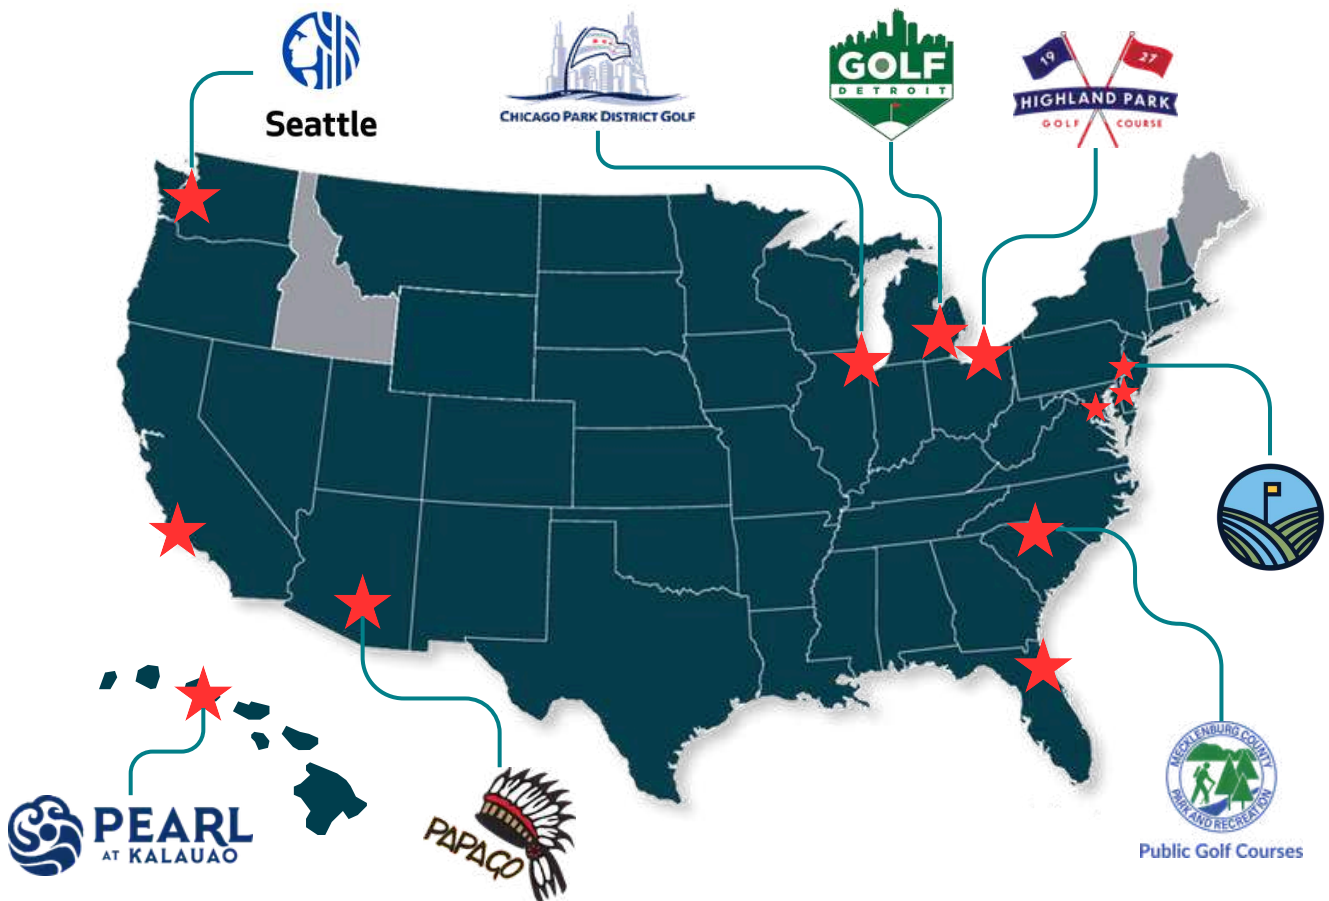 Seattle
CHICAGO PARK DISTRICT GOLF
GOLF
DETROIT
19 27
HIGHLAND PARK
GOLF COURSE
PEARL
AT KALAUAO
PAPAGO
MECKLENBURG COUNTY
PARK AND RECREATION
Public Golf Courses